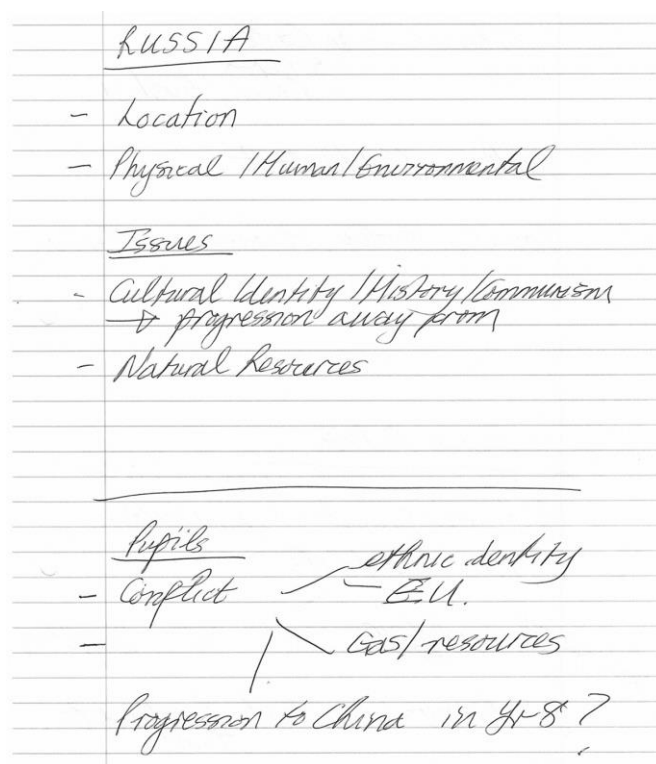 RUSSIA
- Location
- Physical / Human / Environmental
Issues
- Cultural Identity / History / Communism
→ progression away from
- Natural Resources
Pupils
ethnic identity
- Conflict - E.U.
-
Gas / resources
Progression to China in Yr 8?